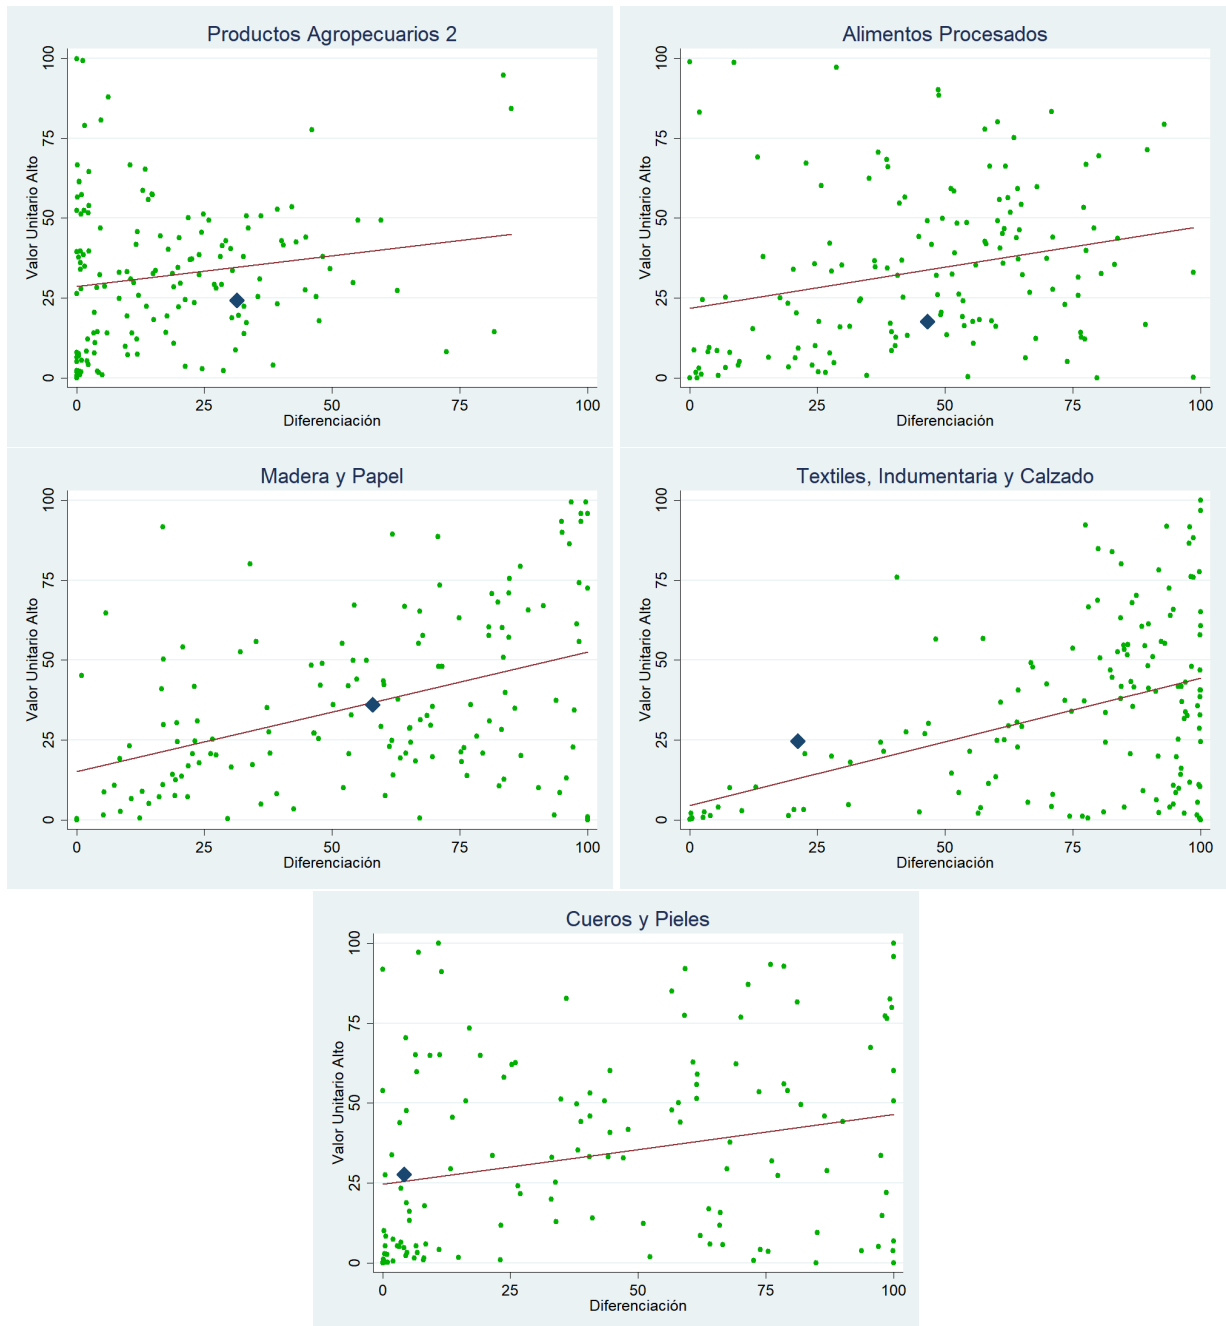 Productos Agropecuarios 2
Valor Unitario Alto
100
75
50
25
0
0 25 50 75 100
Diferenciación
Alimentos Procesados
Valor Unitario Alto
100
75
50
25
0
0 25 50 75 100
Diferenciación
Madera y Papel
Valor Unitario Alto
100
75
50
25
0
0 25 50 75 100
Diferenciación
Textiles, Indumentaria y Calzado
Valor Unitario Alto
100
75
50
25
0
0 25 50 75 100
Diferenciación
Cueros y Pieles
Valor Unitario Alto
100
75
50
25
0
0 25 50 75 100
Diferenciación